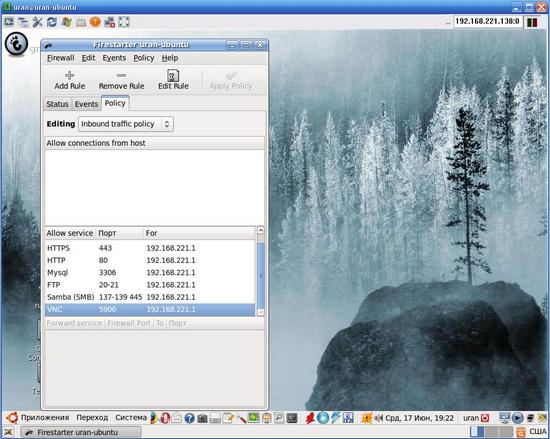 uran@uran-ubuntu
192.168.221.138:0
Firestarter uran-ubuntu
Firewall Edit Events Policy Help
Add Rule Remove Rule Edit Rule Apply Policy
Status Events Policy
Editing Inbound traffic policy
Allow connections from host
Allow service Порт For
HTTPS 443 192.168.221.1
HTTP 80 192.168.221.1
Mysql 3306 192.168.221.1
FTP 20-21 192.168.221.1
Samba (SMB) 137-139 445 192.168.221.1
VNC 5900 192.168.221.1
Forward service Firewall Port To Порт
Приложения Переход Система uran Срд, 17 Июн, 19:22
Firestarter uran-ubuntu США